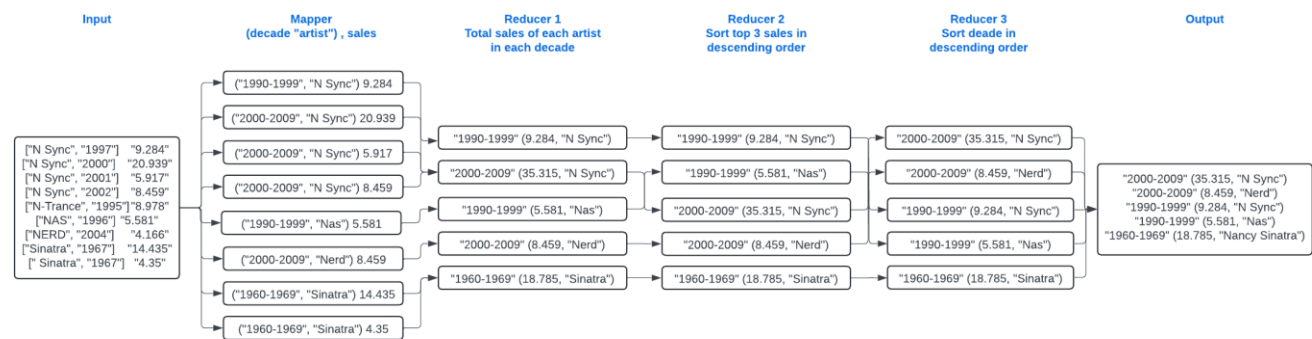 Input
Mapper
(decade "artist") , sales
Reducer 1
Total sales of each artist
in each decade
Reducer 2
Sort top 3 sales in
descending order
Reducer 3
Sort deade in
descending order
Output
["N Sync", "1997"] "9.284"
["N Sync", "2000"] "20.939"
["N Sync", "2001"] "5.917"
["N Sync", "2002"] "8.459"
["N-Trance", "1995"]"8.978"
["NAS", "1996"] "5.581"
["NERD", "2004"] "4.166"
["Sinatra", "1967"] "14.435"
[" Sinatra", "1967"] "4.35"
("1990-1999", "N Sync") 9.284
("2000-2009", "N Sync") 20.939
("2000-2009", "N Sync") 5.917
("2000-2009", "N Sync") 8.459
("1990-1999", "Nas") 5.581
("2000-2009", "Nerd") 8.459
("1960-1969", "Sinatra") 14.435
("1960-1969", "Sinatra") 4.35
"1990-1999" (9.284, "N Sync")
"2000-2009" (35.315, "N Sync")
"1990-1999" (5.581, "Nas")
"2000-2009" (8.459, "Nerd")
"1960-1969" (18.785, "Sinatra")
"1990-1999" (9.284, "N Sync")
"1990-1999" (5.581, "Nas")
"2000-2009" (35.315, "N Sync")
"2000-2009" (8.459, "Nerd")
"1960-1969" (18.785, "Sinatra")
"2000-2009" (35.315, "N Sync")
"2000-2009" (8.459, "Nerd")
"1990-1999" (9.284, "N Sync")
"1990-1999" (5.581, "Nas")
"1960-1969" (18.785, "Sinatra")
"2000-2009" (35.315, "N Sync")
"2000-2009" (8.459, "Nerd")
"1990-1999" (9.284, "N Sync")
"1990-1999" (5.581, "Nas")
"1960-1969" (18.785, "Nancy Sinatra")